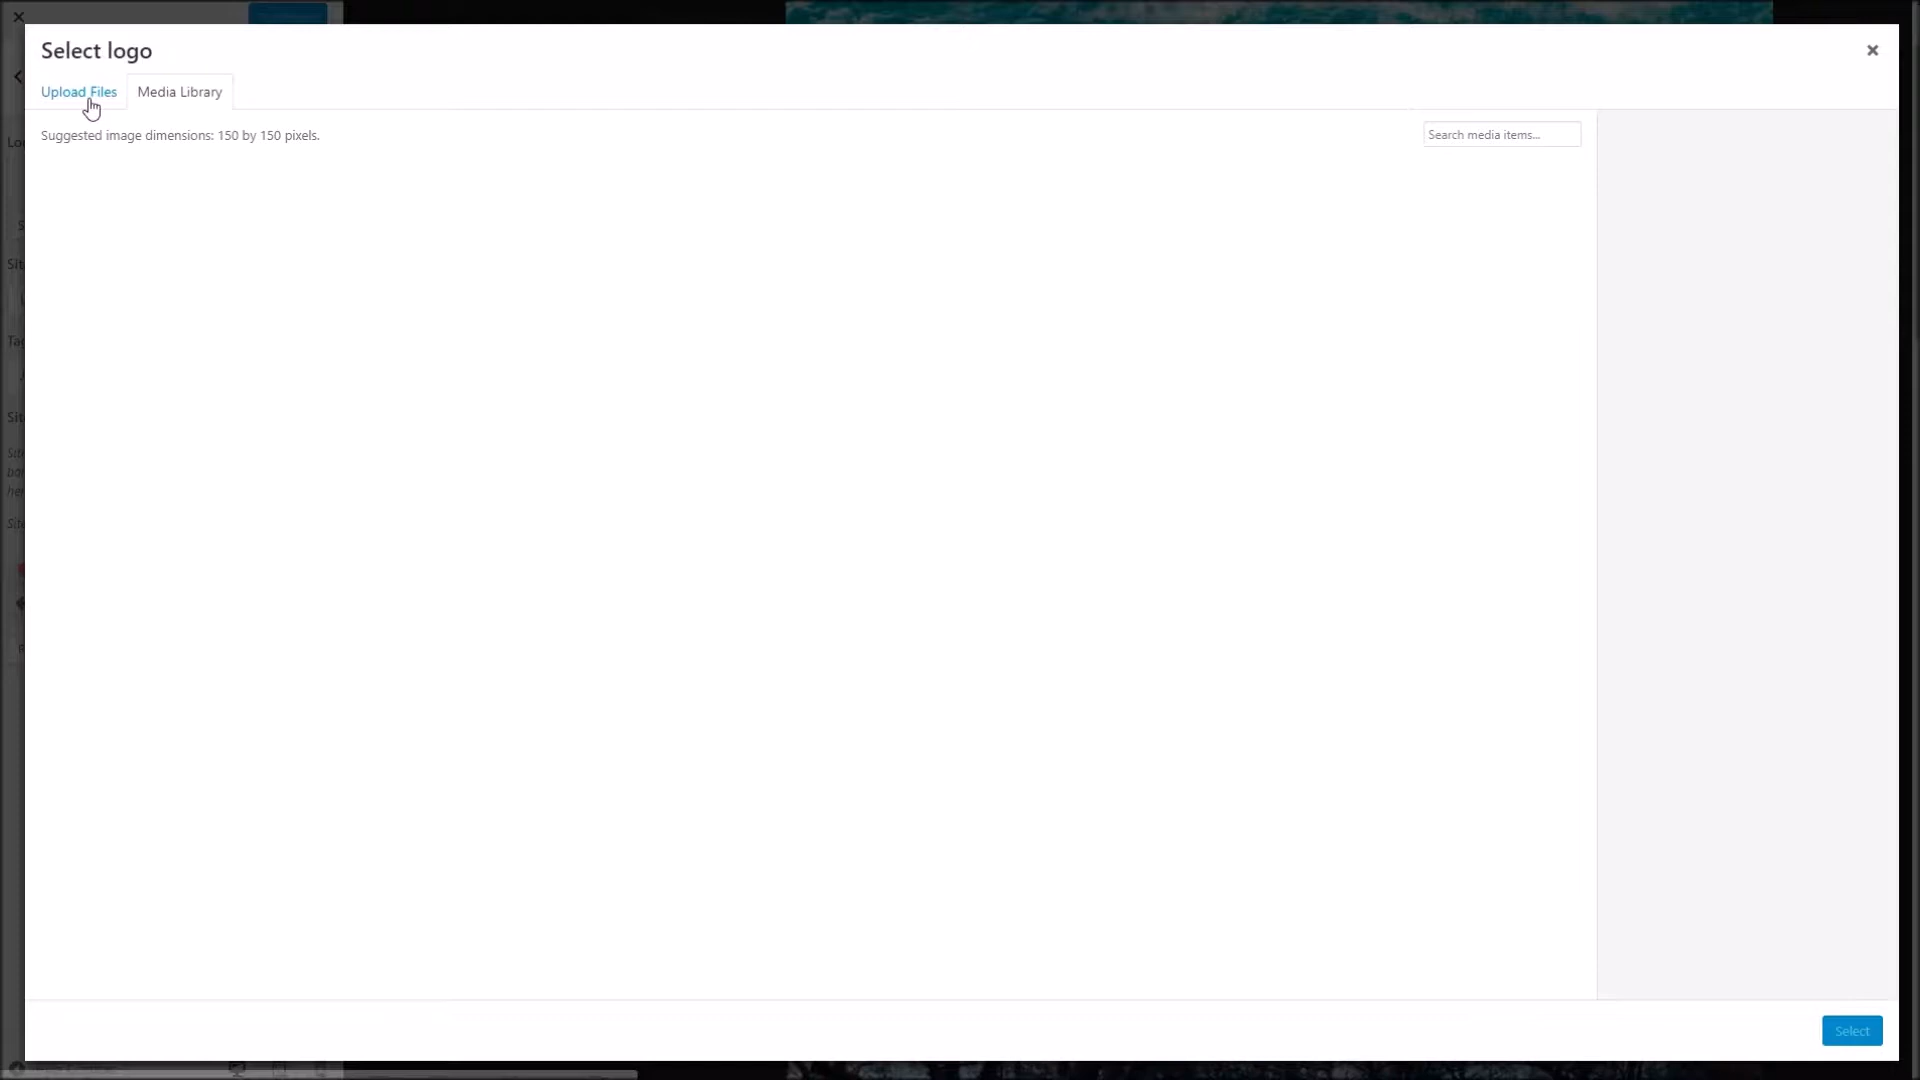 Select logo
Upload Files
Media Library
Suggested image dimensions: 150 by 150 pixels.
Search media items...
Select